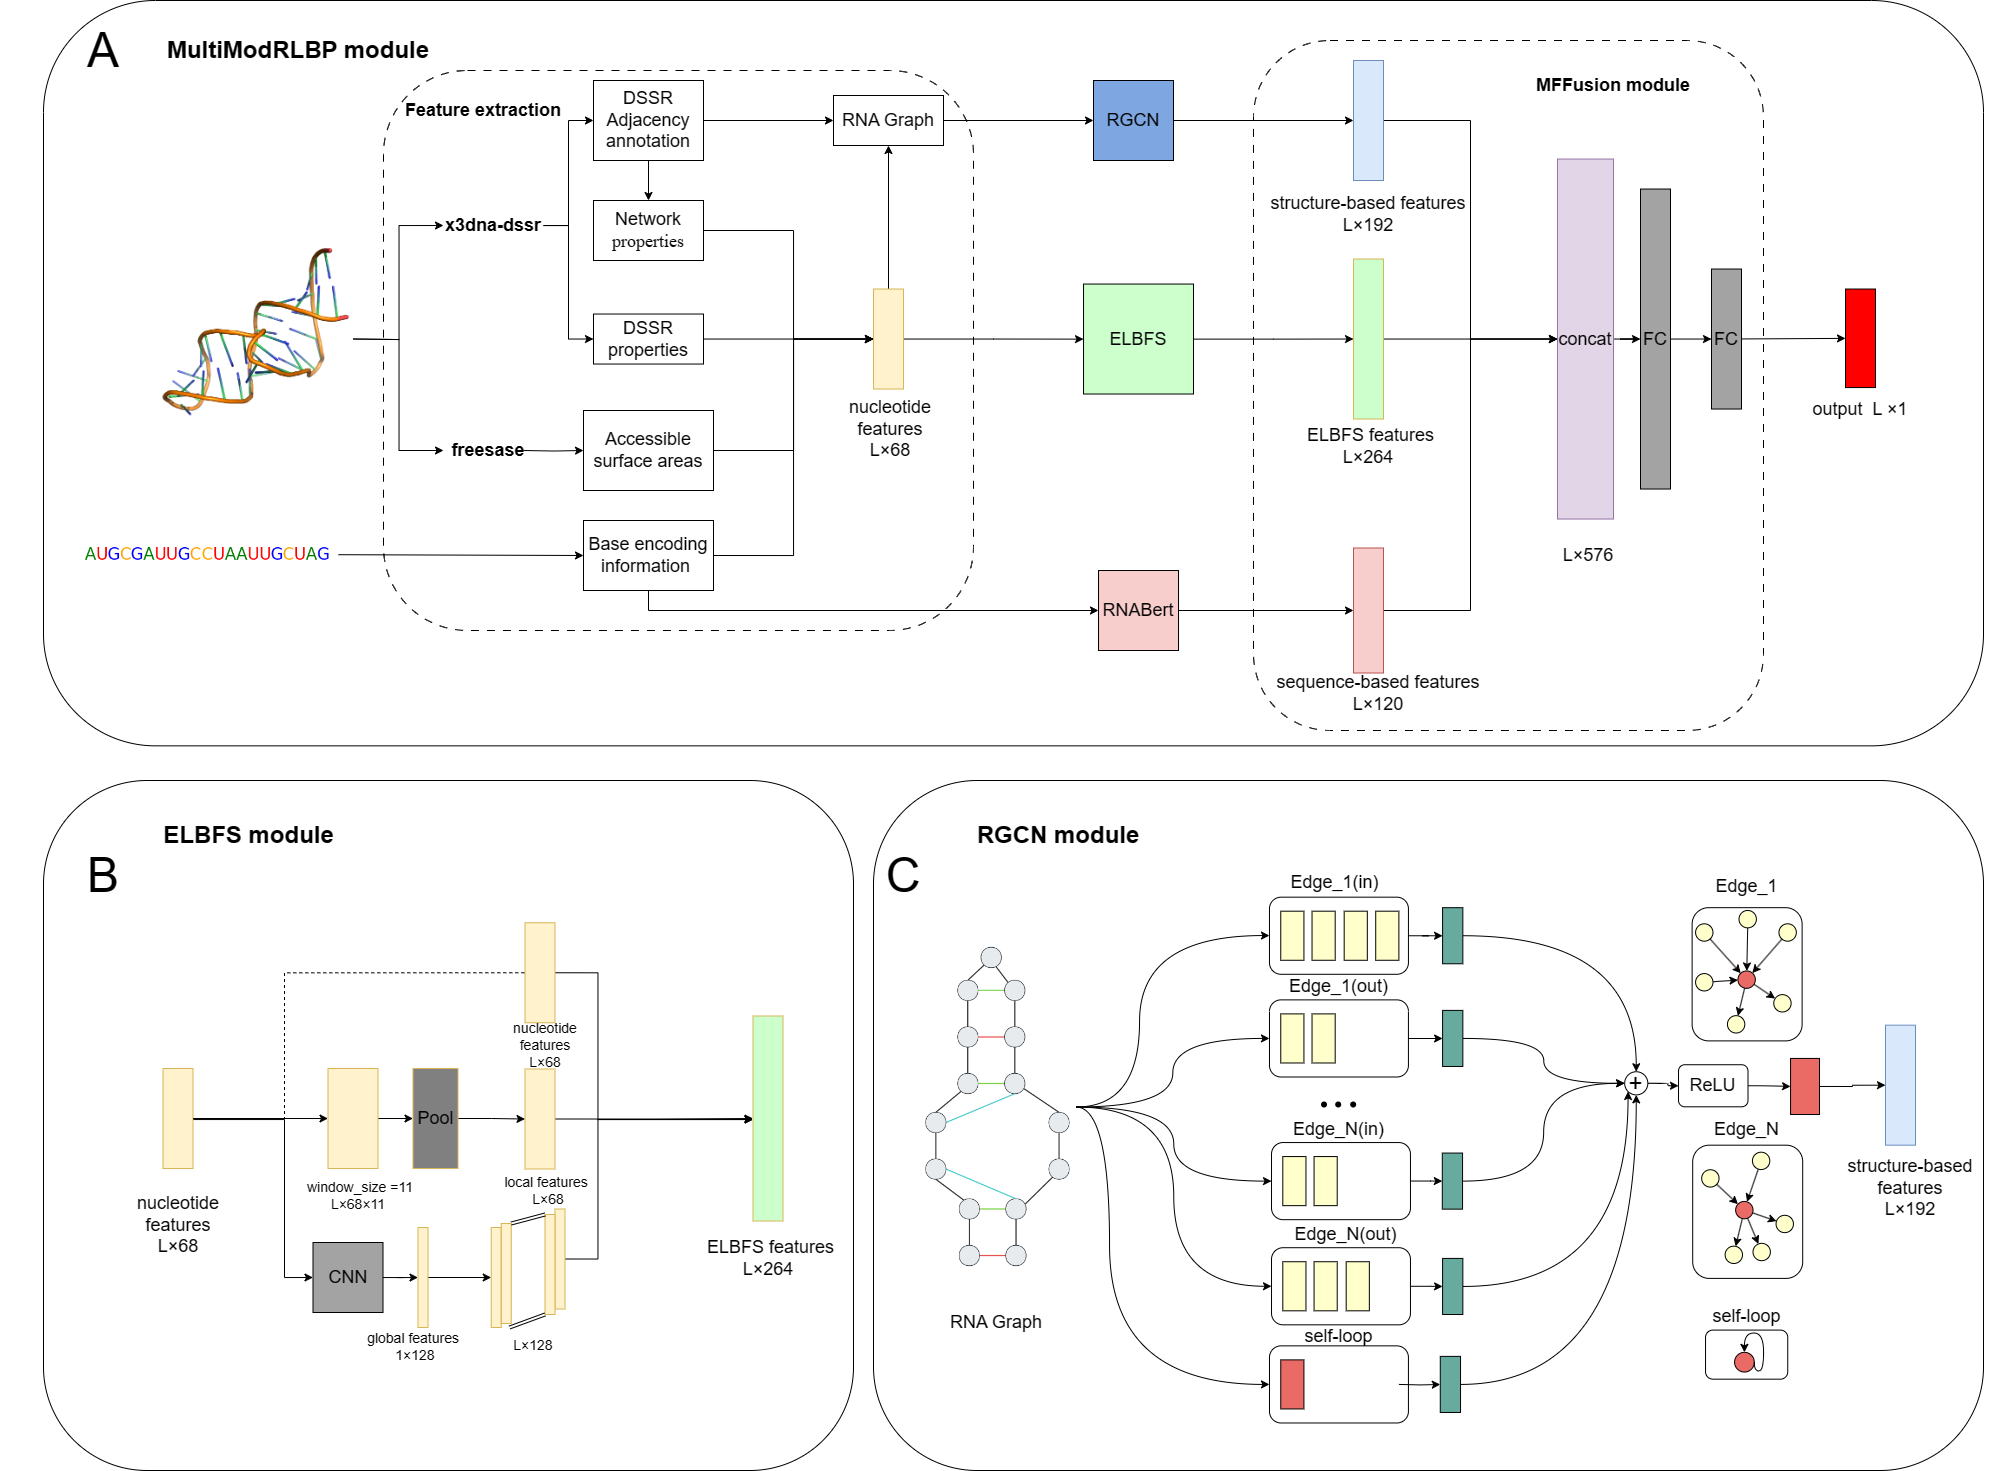 A
MultiModRLBP module
Feature extraction
DSSR
Adjacency
annotation
RNA Graph
RGCN
MFFusion module
structure-based features
L×192
x3dna-dssr
Network
properties
DSSR
properties
nucleotide
features
L×68
ELBFS
ELBFS features
L×264
concat
FC
FC
output L ×1
L×576
freesase
Accessible
surface areas
AUGCGAUUGCCUAAUUGCUAG
Base encoding
information
RNABert
sequence-based features
L×120
B
ELBFS module
nucleotide
features
L×68
nucleotide
features
L×68
Pool
window_size =11
L×68×11
local features
L×68
CNN
global features
1×128
L×128
ELBFS features
L×264
C
RGCN module
RNA Graph
Edge_1(in)
Edge_1(out)
...
Edge_N(in)
Edge_N(out)
self-loop
+
ReLU
Edge_1
Edge_N
self-loop
structure-based
features
L×192